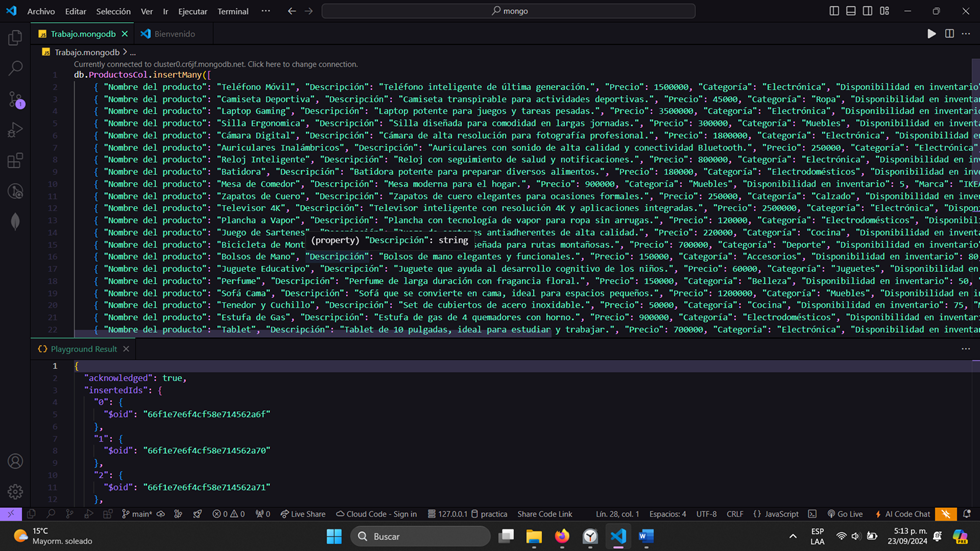 Archivo Editar Selección Ver Ir Ejecutar Terminal ··· mongo
Trabajo.mongodb Bienvenido
Trabajo.mongodb > ...
Currently connected to cluster0.cr6ijf.mongodb.net. Click here to change connection.
1 db.ProductosCol.insertMany([
2 { "Nombre del producto": "Teléfono Móvil", "Descripción": "Teléfono inteligente de última generación.", "Precio": 1500000, "Categoría": "Electrónica", "Disponibilidad en inventario"
3 { "Nombre del producto": "Camiseta Deportiva", "Descripción": "Camiseta transpirable para actividades deportivas.", "Precio": 45000, "Categoría": "Ropa", "Disponibilidad en inventar
4 { "Nombre del producto": "Laptop Gaming", "Descripción": "Laptop potente para juegos y tareas pesadas.", "Precio": 3500000, "Categoría": "Electrónica", "Disponibilidad en inventario
5 { "Nombre del producto": "Silla Ergonómica", "Descripción": "Silla diseñada para comodidad en largas jornadas.", "Precio": 300000, "Categoría": "Muebles", "Disponibilidad en inventar
6 { "Nombre del producto": "Cámara Digital", "Descripción": "Cámara de alta resolución para fotografía profesional.", "Precio": 1800000, "Categoría": "Electrónica", "Disponibilidad e
7 { "Nombre del producto": "Auriculares Inalámbricos", "Descripción": "Auriculares con sonido de alta calidad y conectividad Bluetooth.", "Precio": 250000, "Categoría": "Electrónica"
8 { "Nombre del producto": "Reloj Inteligente", "Descripción": "Reloj con seguimiento de salud y notificaciones.", "Precio": 800000, "Categoría": "Electrónica", "Disponibilidad en inv
9 { "Nombre del producto": "Batidora", "Descripción": "Batidora potente para preparar diversos alimentos.", "Precio": 180000, "Categoría": "Electrodomésticos", "Disponibilidad en inve
10 { "Nombre del producto": "Mesa de Comedor", "Descripción": "Mesa moderna para el hogar.", "Precio": 900000, "Categoría": "Muebles", "Disponibilidad en inventario": 5, "Marca": "IKEA
11 { "Nombre del producto": "Zapatos de Cuero", "Descripción": "Zapatos de cuero elegantes para ocasiones formales.", "Precio": 250000, "Categoría": "Calzado", "Disponibilidad en inven
12 { "Nombre del producto": "Televisor 4K", "Descripción": "Televisor inteligente con resolución 4K y aplicaciones integradas.", "Precio": 2500000, "Categoría": "Electrónica", "Dispon
13 { "Nombre del producto": "Plancha a Vapor", "Descripción": "Plancha con tecnología de vapor para ropa sin arrugas.", "Precio": 120000, "Categoría": "Electrodomésticos", "Disponibili
14 { "Nombre del producto": "Juego de Sartenes antiadherentes de alta calidad.", "Precio": 220000, "Categoría": "Cocina", "Disponibilidad en inventar
(property) "Descripción": string
15 { "Nombre del producto": "Bicicleta de Mont señada para rutas montañosas.", "Precio": 700000, "Categoría": "Deporte", "Disponibilidad en inventario
16 { "Nombre del producto": "Bolsos de Mano", "Descripción": "Bolsos de mano elegantes y funcionales.", "Precio": 150000, "Categoría": "Accesorios", "Disponibilidad en inventario": 80
17 { "Nombre del producto": "Juguete Educativo", "Descripción": "Juguete que ayuda al desarrollo cognitivo de los niños.", "Precio": 60000, "Categoría": "Juguetes", "Disponibilidad en
18 { "Nombre del producto": "Perfume", "Descripción": "Perfume de larga duración con fragancia floral.", "Precio": 150000, "Categoría": "Belleza", "Disponibilidad en inventario": 50,
19 { "Nombre del producto": "Sofá Cama", "Descripción": "Sofá que se convierte en cama, ideal para espacios pequeños.", "Precio": 1200000, "Categoría": "Muebles", "Disponibilidad en in
20 { "Nombre del producto": "Tenedor y Cuchillo", "Descripción": "Set de cubiertos de acero inoxidable.", "Precio": 50000, "Categoría": "Cocina", "Disponibilidad en inventario": 75,
21 { "Nombre del producto": "Estufa de Gas", "Descripción": "Estufa de gas de 4 quemadores con horno.", "Precio": 900000, "Categoría": "Electrodomésticos", "Disponibilidad en inventari
22 { "Nombre del producto": "Tablet", "Descripción": "Tablet de 10 pulgadas, ideal para estudiar y trabajar.", "Precio": 700000, "Categoría": "Electrónica", "Disponibilidad en inventar
{} Playground Result
1 {
2 "acknowledged": true,
3 "insertedIds": {
4 "0": {
5 "$oid": "66f1e7e6f4cf58e714562a6f"
6 },
7 "1": {
8 "$oid": "66f1e7e6f4cf58e714562a70"
9 },
10 "2": {
11 "$oid": "66f1e7e6f4cf58e714562a71"
12 },
main* 0 0 0 Live Share Cloud Code - Sign in 127.0.0.1 practica Share Code Link Lín. 28, col. 1 Espacios: 4 UTF-8 CRLF {} JavaScript Go Live AI Code Chat
15°C
Mayorm. soleado
Buscar
ESP
LAA
5:13 p. m.
23/09/2024